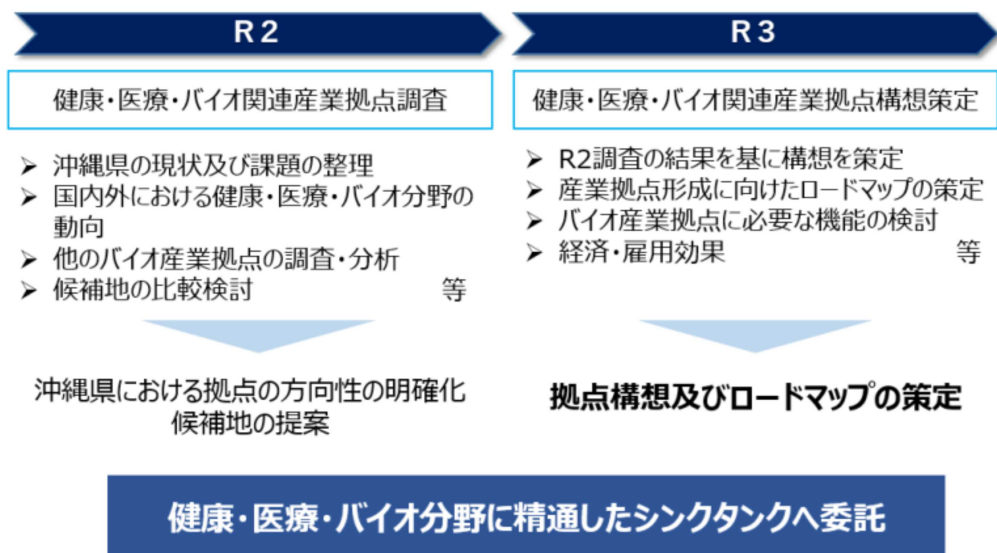 R2
健康・医療・バイオ関連産業拠点調査
➢ 沖縄県の現状及び課題の整理
➢ 国内外における健康・医療・バイオ分野の
動向
➢ 他のバイオ産業拠点の調査・分析
➢ 候補地の比較検討 等
沖縄県における拠点の方向性の明確化
候補地の提案
R3
健康・医療・バイオ関連産業拠点構想策定
➢ R2調査の結果を基に構想を策定
➢ 産業拠点形成に向けたロードマップの策定
➢ バイオ産業拠点に必要な機能の検討
➢ 経済・雇用効果 等
拠点構想及びロードマップの策定
健康・医療・バイオ分野に精通したシンクタンクへ委託